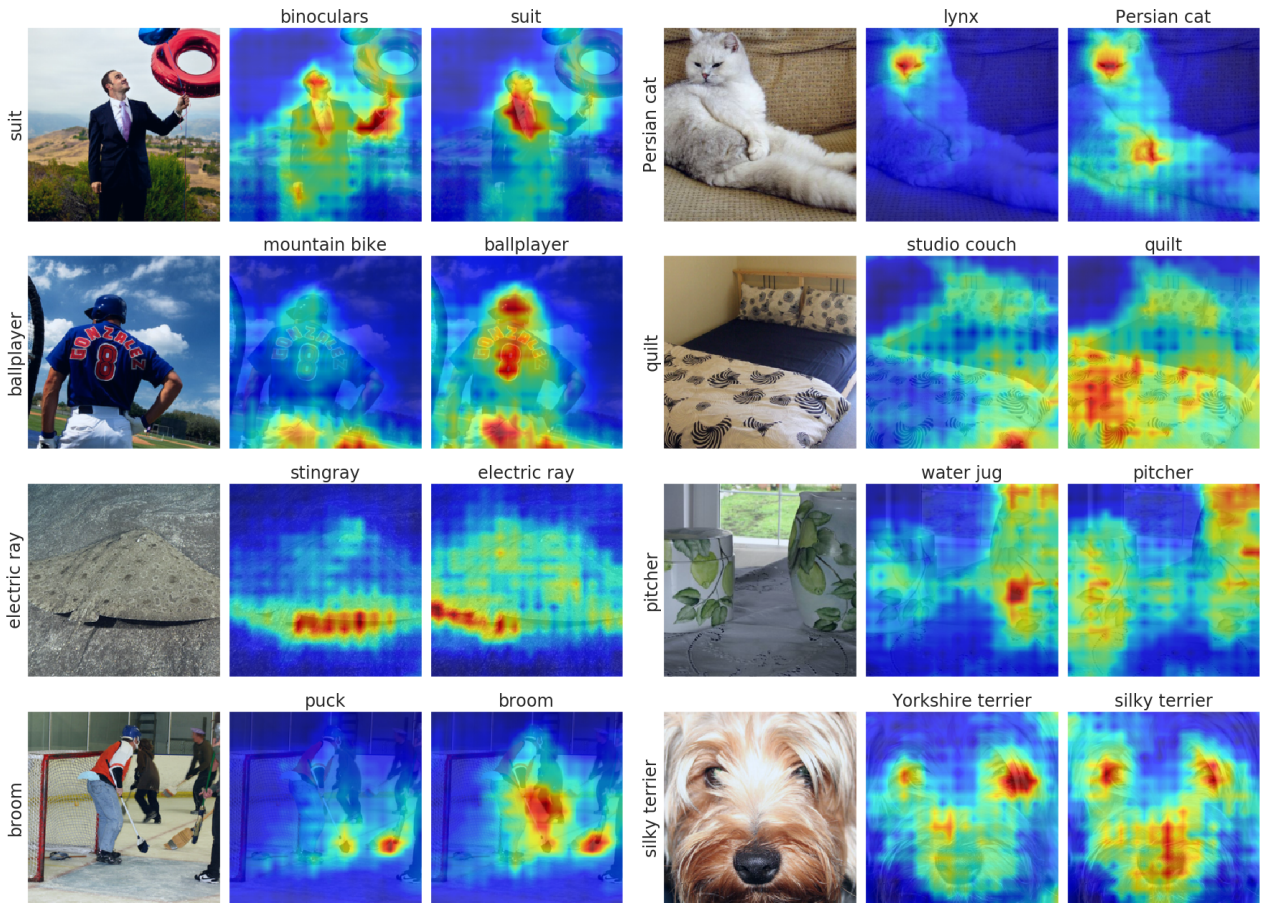 binoculars
suit
suit
lynx
Persian cat
Persian cat
mountain bike
ballplayer
ballplayer
GONZALEZ
8
studio couch
quilt
quilt
stingray
electric ray
electric ray
water jug
pitcher
pitcher
puck
broom
broom
Yorkshire terrier
silky terrier
silky terrier